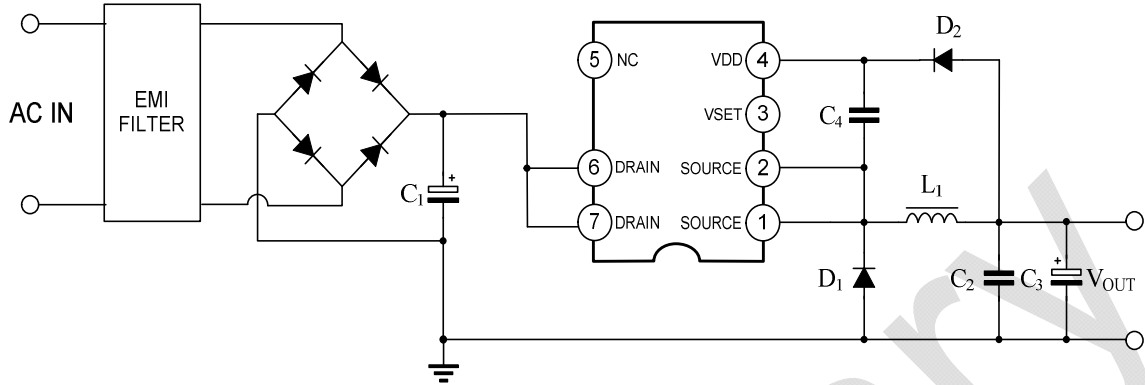 AC IN
EMI
FILTER
C1
+
5
NC
6
DRAIN
7
DRAIN
VDD
4
VSET
3
SOURCE
2
SOURCE
1
D2
C4
L1
D1
C2
C3
+
VOUT